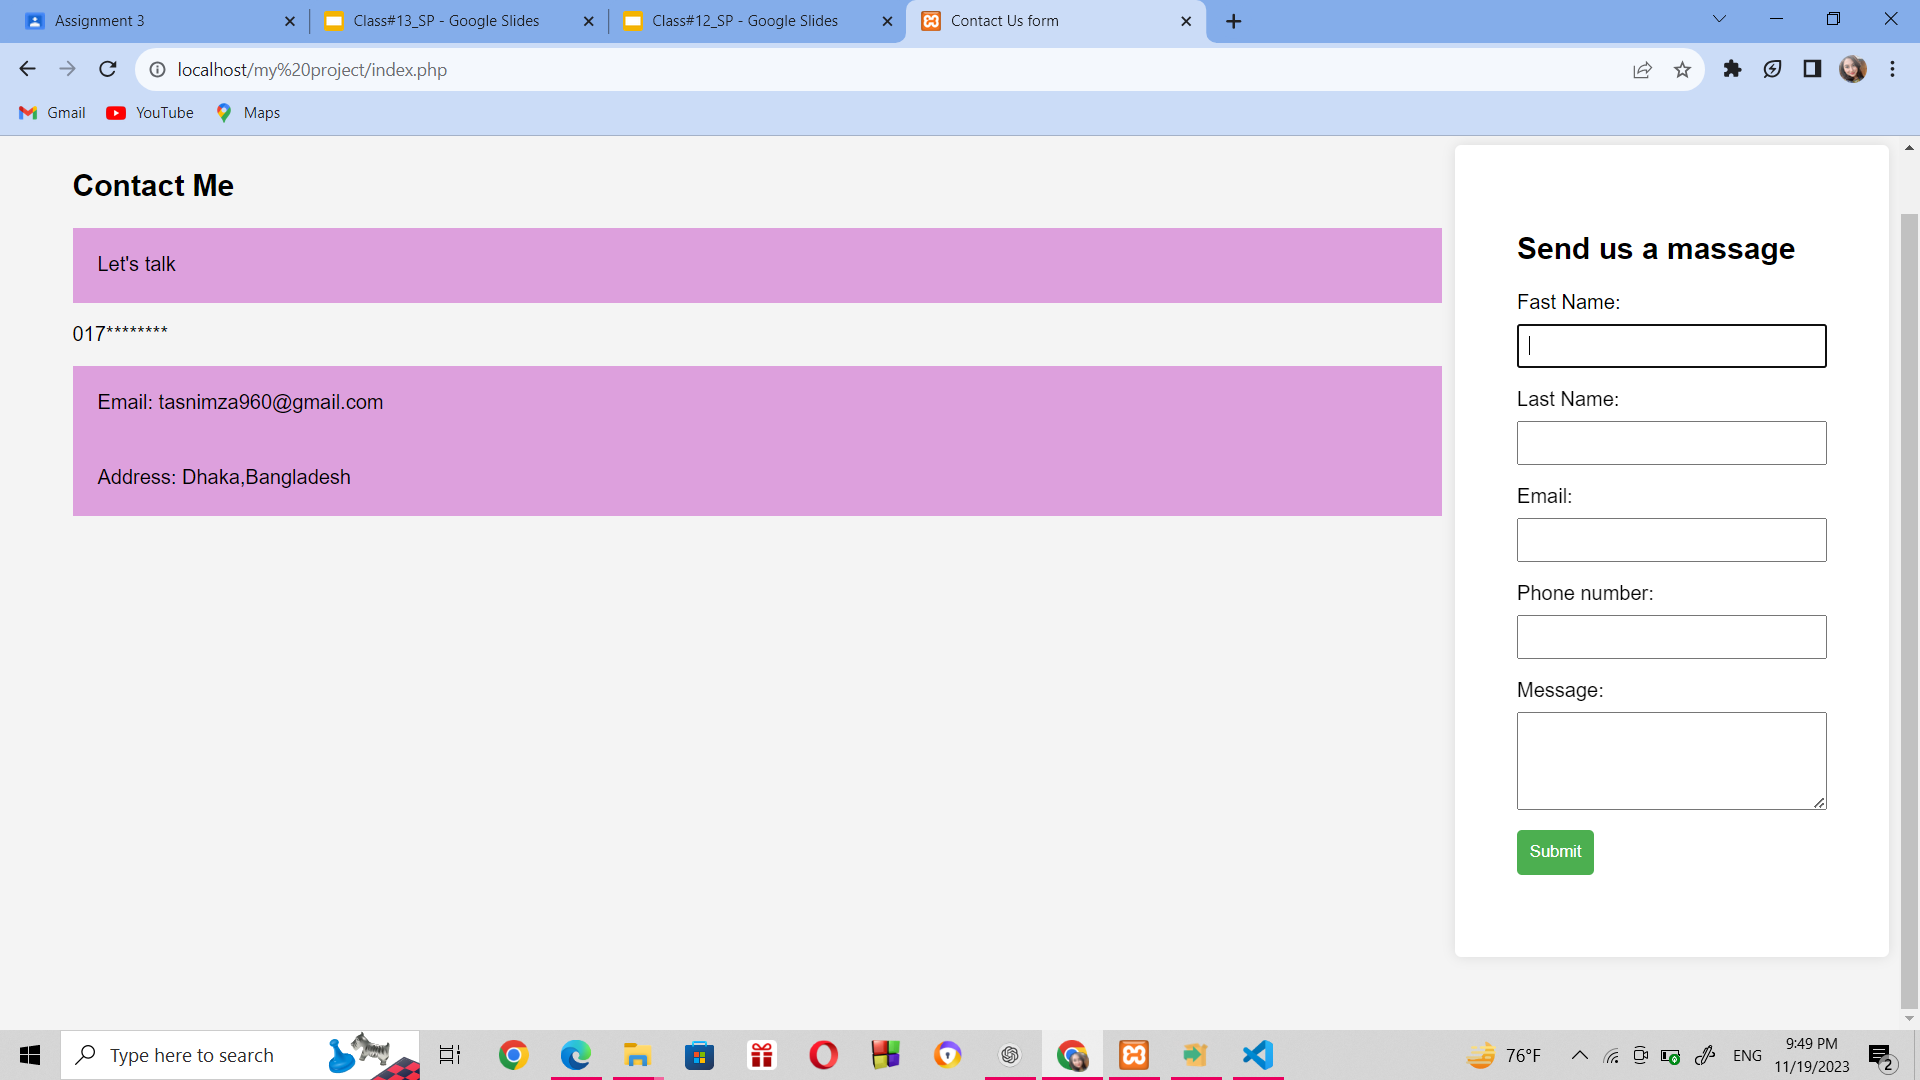 Assignment 3
Class#13_SP - Google Slides
Class#12_SP - Google Slides
Contact Us form
localhost/my%20project/index.php
Gmail
YouTube
Maps
Contact Me
Let's talk
017********
Email: tasnimza960@gmail.com
Address: Dhaka,Bangladesh
Send us a massage
Fast Name:
Last Name:
Email:
Phone number:
Message:
Submit
Type here to search
76°F
ENG
9:49 PM
11/19/2023
2